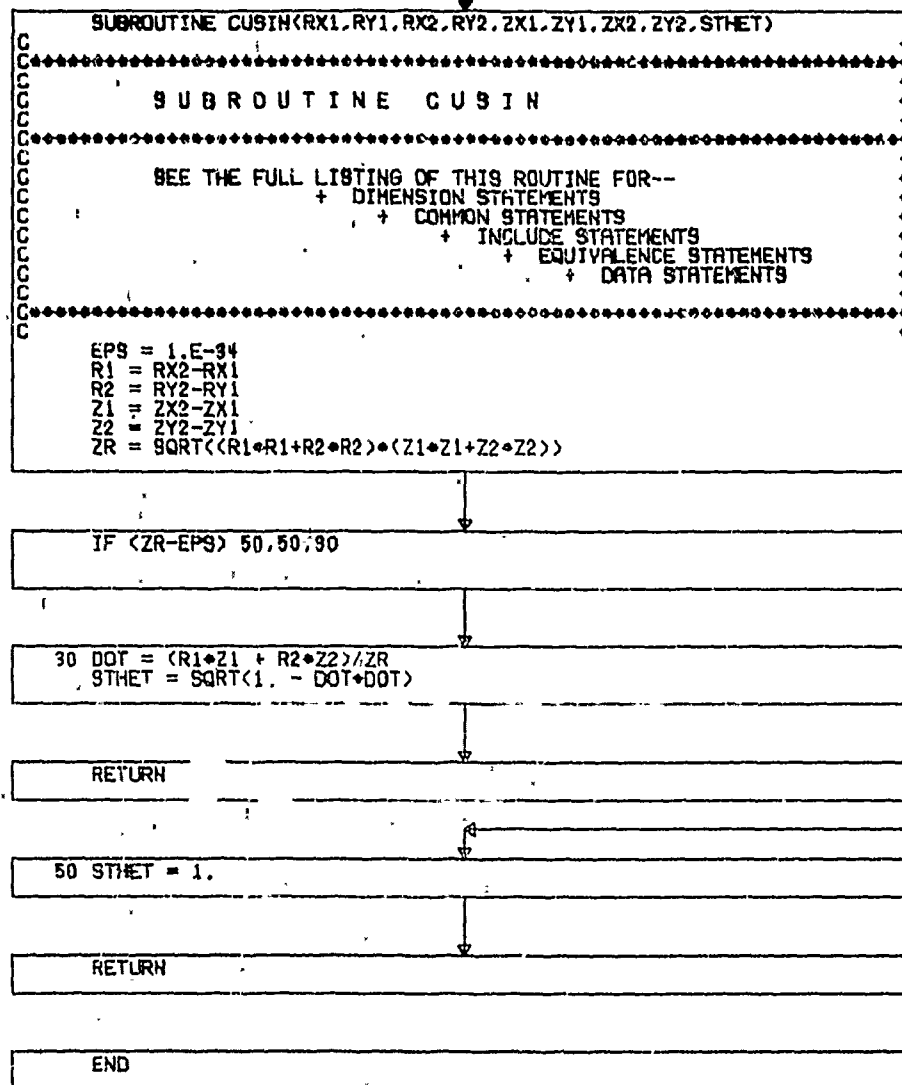 SUBROUTINE CUSIN(RX1,RY1,RX2,RY2,ZX1,ZY1,ZX2,ZY2,STHET)
C
C***********************************************************************
C
C SUBROUTINE CUSIN
C
C***********************************************************************
C
C SEE THE FULL LISTING OF THIS ROUTINE FOR--
C + DIMENSION STATEMENTS
C + COMMON STATEMENTS
C + INCLUDE STATEMENTS
C + EQUIVALENCE STATEMENTS
C + DATA STATEMENTS
C
C***********************************************************************
C
EPS = 1.E-34
R1 = RX2-RX1
R2 = RY2-RY1
Z1 = ZX2-ZX1
Z2 = ZY2-ZY1
ZR = SQRT((R1*R1+R2*R2)*(Z1*Z1+Z2*Z2))
IF (ZR-EPS) 50,50,30
30 DOT = (R1*Z1 + R2*Z2)/ZR
STHET = SQRT(1. - DOT*DOT)
RETURN
50 STHET = 1.
RETURN
END